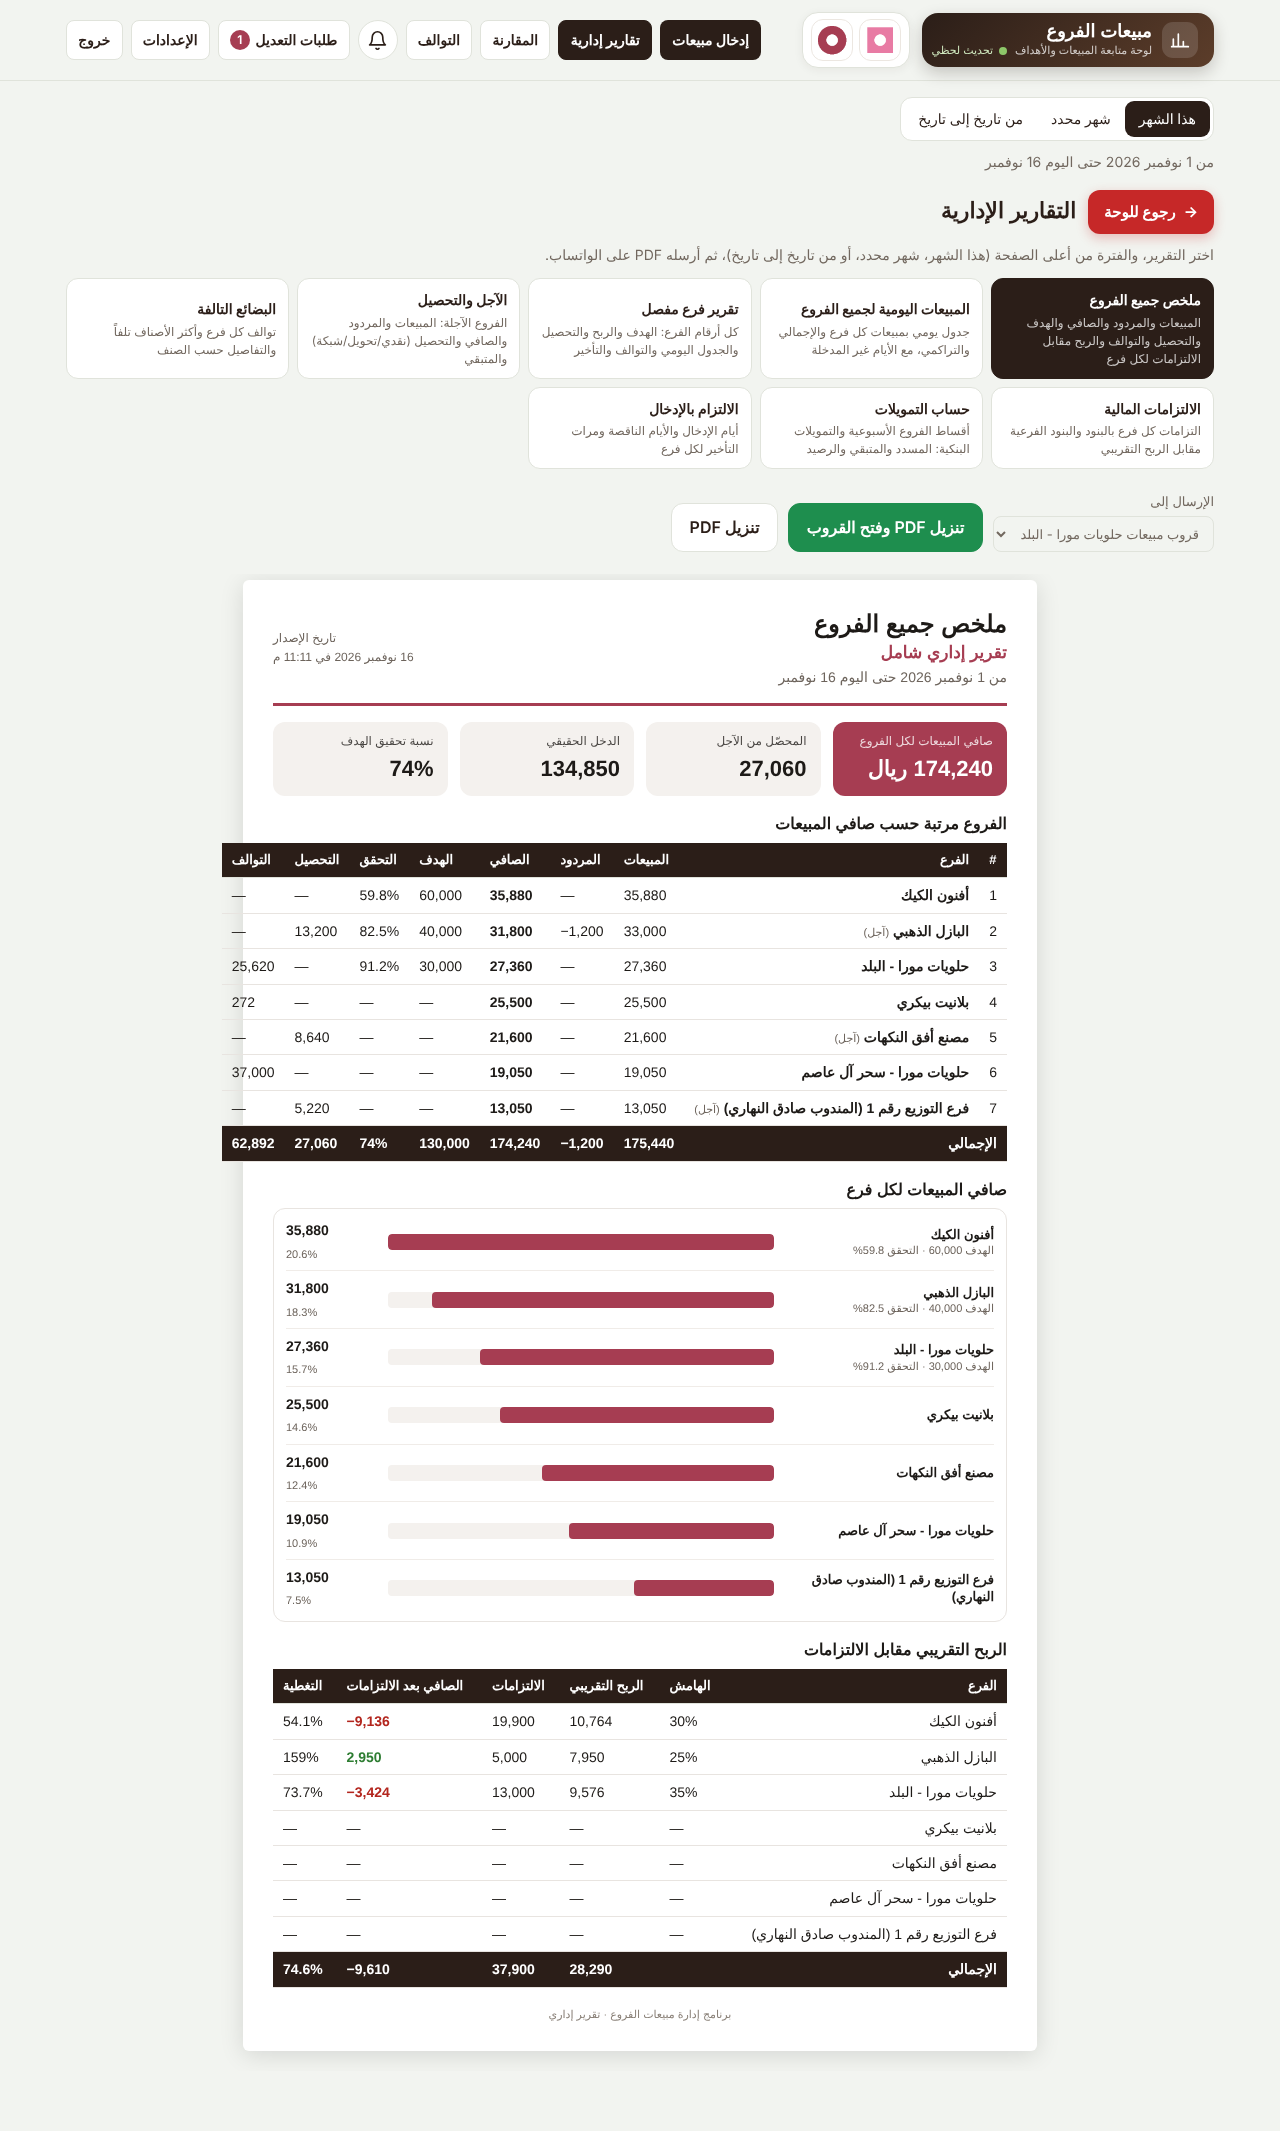 مبيعات الفروع
لوحة متابعة المبيعات والأهداف تحديث لحظي
إدخال مبيعات
تقارير إدارية
المقارنة
التوالف
طلبات التعديل 1
الإعدادات
خروج
هذا الشهر
شهر محدد
من تاريخ إلى تاريخ
من 1 نوفمبر 2026 حتى اليوم 16 نوفمبر
→ رجوع للوحة
التقارير الإدارية
اختر التقرير، والفترة من أعلى الصفحة (هذا الشهر، شهر محدد، أو من تاريخ إلى تاريخ)، ثم أرسله PDF على الواتساب.
ملخص جميع الفروع
المبيعات والمردود والصافي والهدف
والتحصيل والتوالف والربح مقابل
الالتزامات لكل فرع
المبيعات اليومية لجميع الفروع
جدول يومي بمبيعات كل فرع والإجمالي
والتراكمي، مع الأيام غير المدخلة
تقرير فرع مفصل
كل أرقام الفرع: الهدف والربح والتحصيل
والجدول اليومي والتوالف والتأخير
الآجل والتحصيل
الفروع الآجلة: المبيعات والمردود
والصافي والتحصيل (نقدي/تحويل/شبكة)
والمتبقي
البضائع التالفة
توالف كل فرع وأكثر الأصناف تلفاً
والتفاصيل حسب الصنف
الالتزامات المالية
التزامات كل فرع بالبنود والبنود الفرعية
مقابل الربح التقريبي
حساب التمويلات
أقساط الفروع الأسبوعية والتمويلات
البنكية: المسدد والمتبقي والرصيد
الالتزام بالإدخال
أيام الإدخال والأيام الناقصة ومرات
التأخير لكل فرع
الإرسال إلى
قروب مبيعات حلويات مورا - البلد
تنزيل PDF وفتح القروب
تنزيل PDF
ملخص جميع الفروع
تقرير إداري شامل
من 1 نوفمبر 2026 حتى اليوم 16 نوفمبر
تاريخ الإصدار
16 نوفمبر 2026 في 11:11 م
صافي المبيعات لكل الفروع
174,240 ريال
المحصّل من الآجل
27,060
الدخل الحقيقي
134,850
نسبة تحقيق الهدف
74%
الفروع مرتبة حسب صافي المبيعات
# الفرع المبيعات المردود الصافي الهدف التحقق التحصيل التوالف
1 أفنون الكيك 35,880 — 35,880 60,000 59.8% — —
2 البازل الذهبي (آجل) 33,000 −1,200 31,800 40,000 82.5% 13,200 —
3 حلويات مورا - البلد 27,360 — 27,360 30,000 91.2% — 25,620
4 بلانيت بيكري 25,500 — 25,500 — — — 272
5 مصنع أفق النكهات (آجل) 21,600 — 21,600 — — 8,640 —
6 حلويات مورا - سحر آل عاصم 19,050 — 19,050 — — — 37,000
7 فرع التوزيع رقم 1 (المندوب صادق النهاري) (آجل) 13,050 — 13,050 — — 5,220 —
الإجمالي 175,440 −1,200 174,240 130,000 74% 27,060 62,892
صافي المبيعات لكل فرع
أفنون الكيك 35,880
الهدف 60,000 · التحقق 59.8% 20.6%
البازل الذهبي 31,800
الهدف 40,000 · التحقق 82.5% 18.3%
حلويات مورا - البلد 27,360
الهدف 30,000 · التحقق 91.2% 15.7%
بلانيت بيكري 25,500
14.6%
مصنع أفق النكهات 21,600
12.4%
حلويات مورا - سحر آل عاصم 19,050
10.9%
فرع التوزيع رقم 1 (المندوب صادق 13,050
النهاري) 7.5%
الربح التقريبي مقابل الالتزامات
الفرع الهامش الربح التقريبي الالتزامات الصافي بعد الالتزامات التغطية
أفنون الكيك 30% 10,764 19,900 −9,136 54.1%
البازل الذهبي 25% 7,950 5,000 2,950 159%
حلويات مورا - البلد 35% 9,576 13,000 −3,424 73.7%
بلانيت بيكري — — — — —
مصنع أفق النكهات — — — — —
حلويات مورا - سحر آل عاصم — — — — —
فرع التوزيع رقم 1 (المندوب صادق النهاري) — — — — —
الإجمالي 28,290 37,900 −9,610 74.6%
برنامج إدارة مبيعات الفروع · تقرير إداري